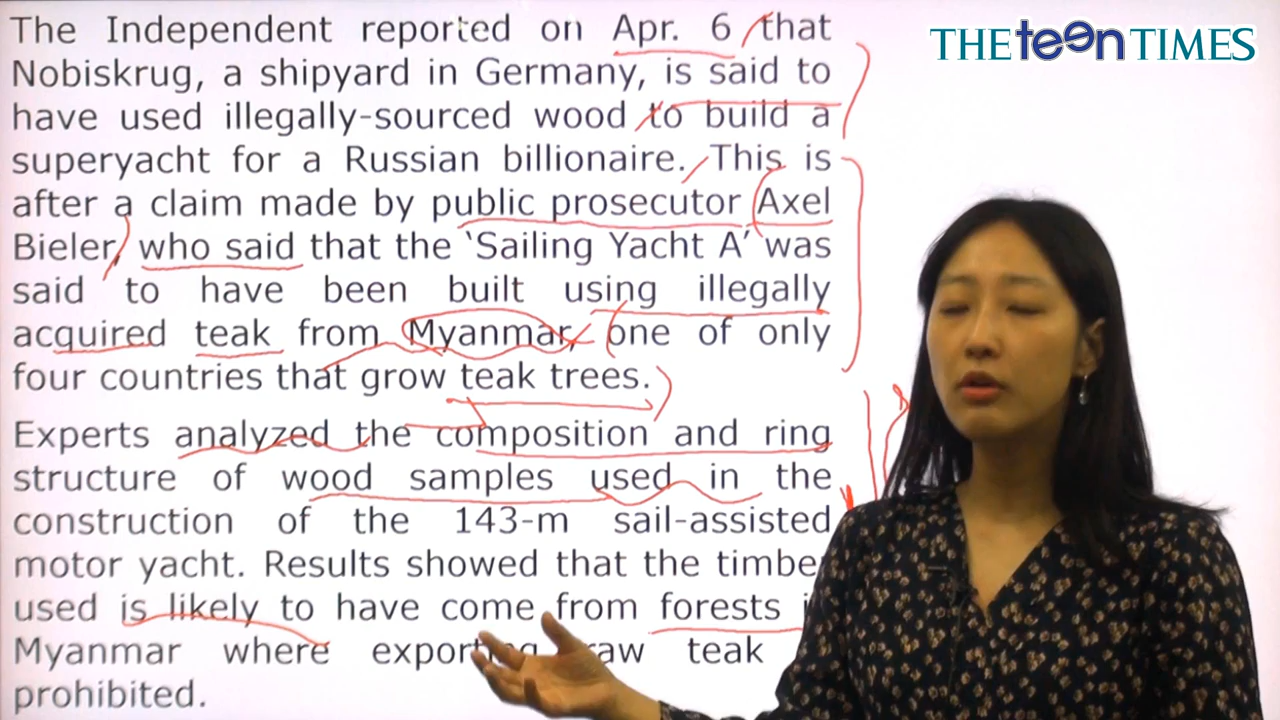 THE teen TIMES
The Independent reported on Apr. 6 that
Nobiskrug, a shipyard in Germany, is said to
have used illegally-sourced wood to build a
superyacht for a Russian billionaire. This is
after a claim made by public prosecutor Axel
Bieler, who said that the ‘Sailing Yacht A’ was
said to have been built using illegally
acquired teak from Myanmar, one of only
four countries that grow teak trees.
Experts analyzed the composition and ring
structure of wood samples used in the
construction of the 143-m sail-assisted
motor yacht. Results showed that the timbe
used is likely to have come from forests i
Myanmar where exporting raw teak
prohibited.